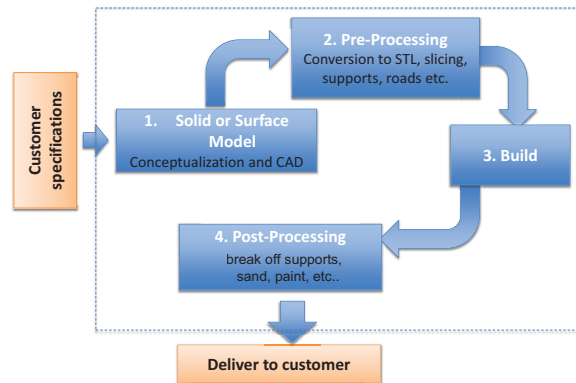 Customer
specifications
1. Solid or Surface
Model
Conceptualization and CAD
2. Pre-Processing
Conversion to STL, slicing,
supports, roads etc.
3. Build
4. Post-Processing
break off supports,
sand, paint, etc..
Deliver to customer